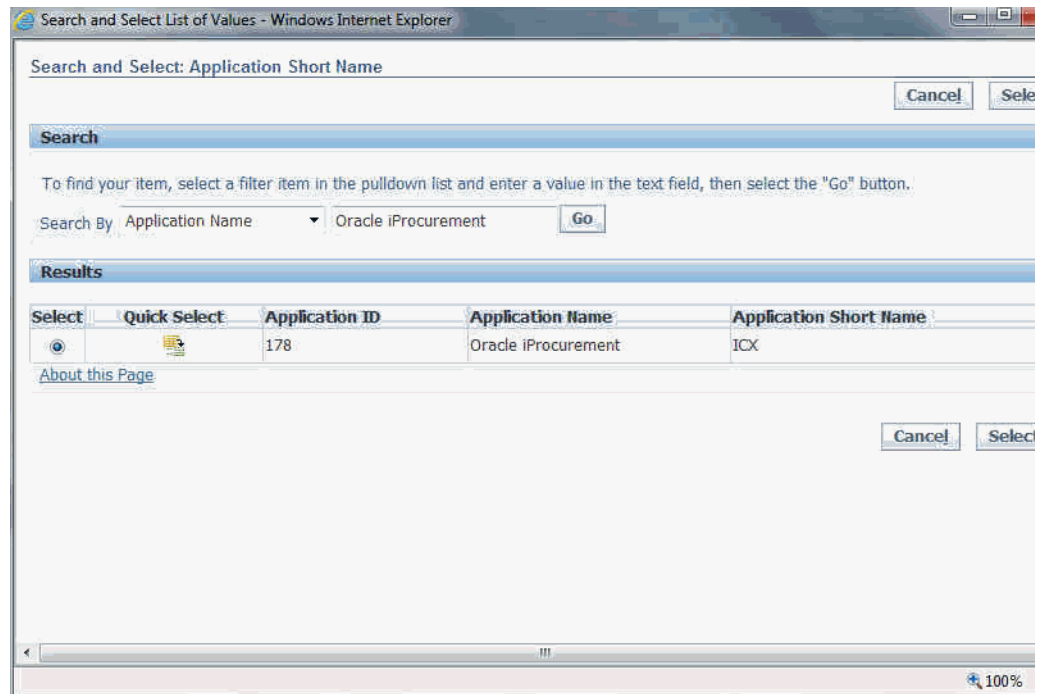 Search and Select List of Values - Windows Internet Explorer
Search and Select: Application Short Name
Cancel Sele
Search
To find your item, select a filter item in the pulldown list and enter a value in the text field, then select the "Go" button.
Search By Application Name Oracle iProcurement Go
Results
Select Quick Select Application ID Application Name Application Short Name
178 Oracle iProcurement ICX
About this Page
Cancel Select
100%